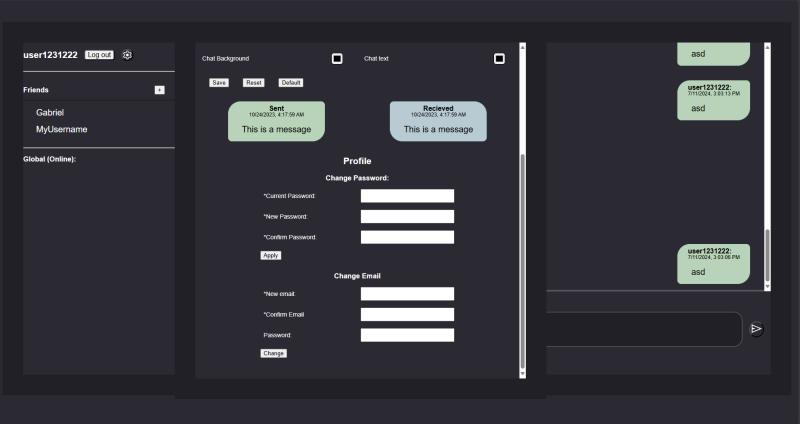 user1231222 Log out
Friends +
Gabriel
MyUsername
Global (Online):
Chat Background Chat text
Save Reset Default
Sent
10/24/2023, 4:17:59 AM
This is a message
Recieved
10/24/2023, 4:17:59 AM
This is a message
Profile
Change Password:
*Current Password:
*New Password:
*Confirm Password:
Apply
Change Email
*New email:
*Confirm Email
Password:
Change
asd
user1231222:
7/11/2024, 3:03:13 PM
asd
user1231222:
7/11/2024, 3:03:08 PM
asd